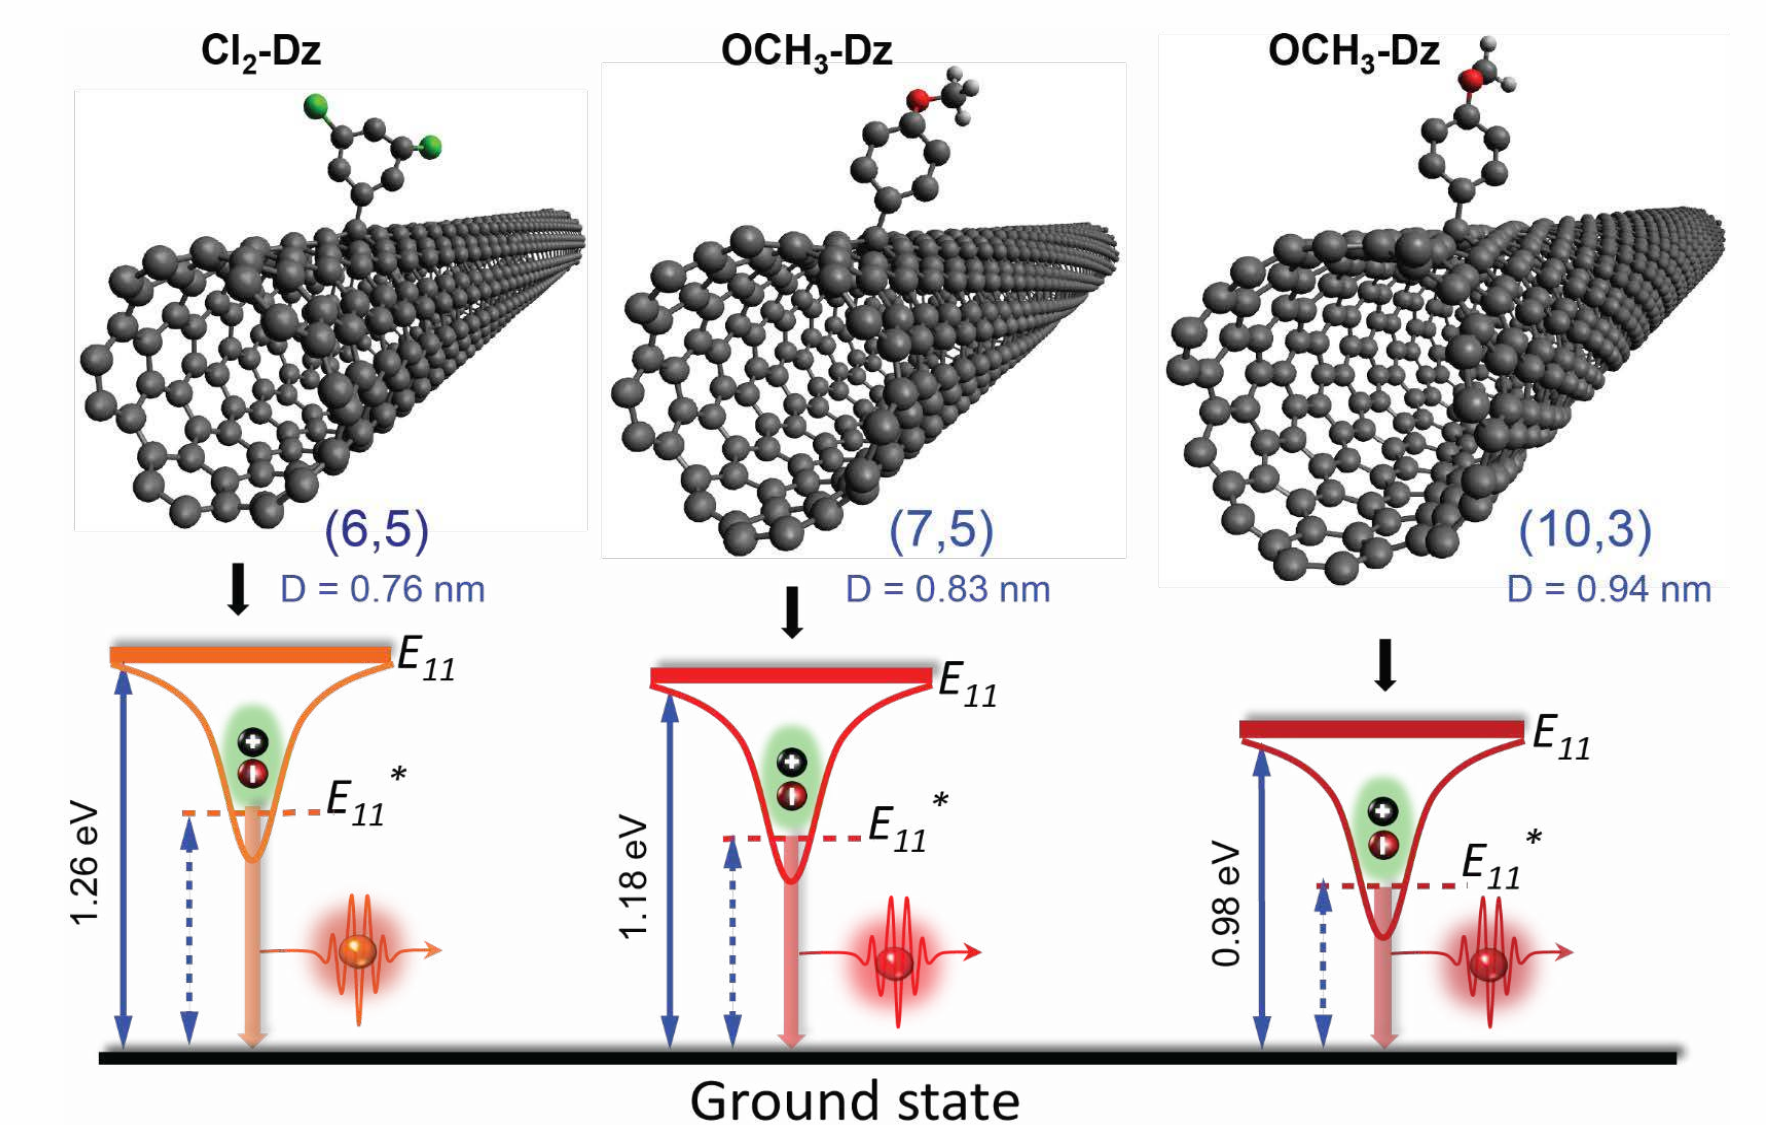 Cl₂-Dz
OCH₃-Dz
OCH₃-Dz
(6,5)
D = 0.76 nm
(7,5)
D = 0.83 nm
(10,3)
D = 0.94 nm
E₁₁
E₁₁*
1.26 eV
E₁₁
E₁₁*
1.18 eV
E₁₁
E₁₁*
0.98 eV
Ground state